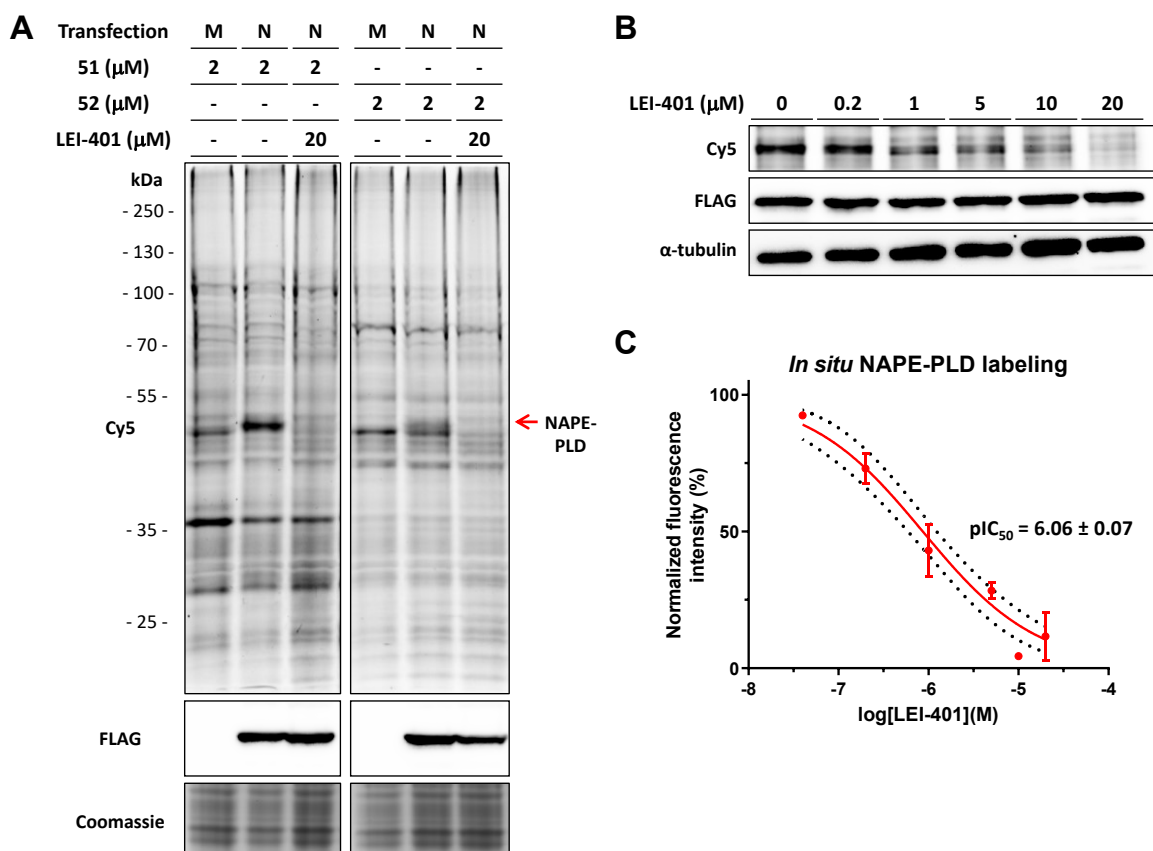 A
Transfection M N N M N N
51 (μM) 2 2 2 - - -
52 (μM) - - - 2 2 2
LEI-401 (μM) - - 20 - - 20
kDa
- 250 -
- 130 -
- 100 -
- 70 -
- 55 -
Cy5
NAPE-
PLD
- 35 -
- 25 -
FLAG
Coomassie
B
LEI-401 (μM) 0 0.2 1 5 10 20
Cy5
FLAG
α-tubulin
C
In situ NAPE-PLD labeling
Normalized fluorescence
intensity (%)
100
50
0
pIC50 = 6.06 ± 0.07
-8 -7 -6 -5 -4
log[LEI-401](M)